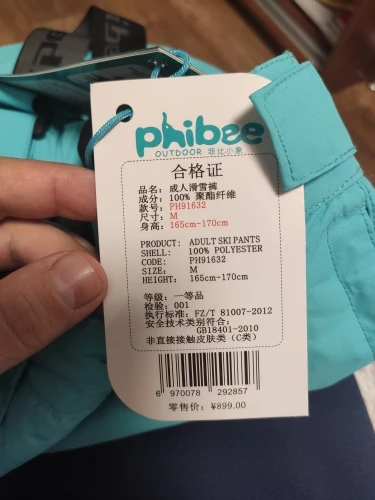 phibee
OUTDOOR 菲比小象
合格证
品名: 成人滑雪裤
成分: 100% 聚酯纤维
款号: PH91632
尺寸: M
身高: 165cm-170cm
PRODUCT: ADULT SKI PANTS
SHELL: 100% POLYESTER
CODE: PH91632
SIZE: M
HEIGHT: 165cm-170cm
等级: 一等品
检验: 001
执行标准: FZ/T 81007-2012
安全技术类别符合:
GB18401-2010
非直接接触皮肤类 (C类)
6 970078 292857
零售价: ¥899.00